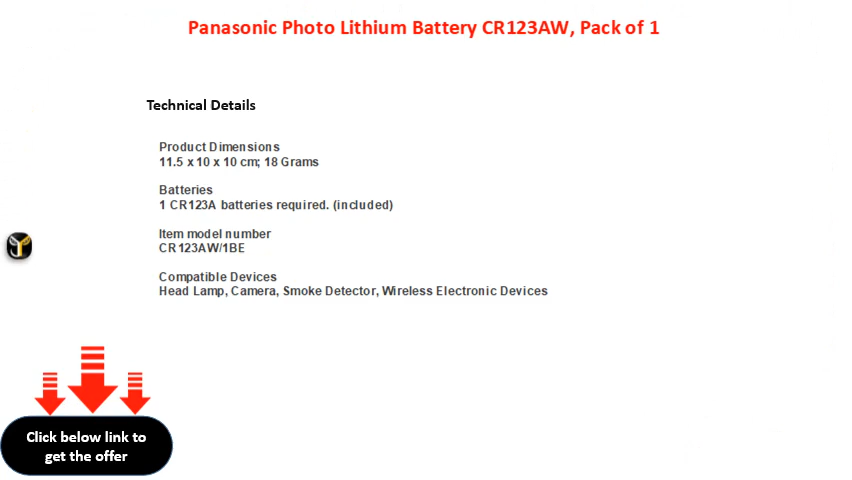 Panasonic Photo Lithium Battery CR123AW, Pack of 1
Technical Details
Product Dimensions
11.5 x 10 x 10 cm; 18 Grams
Batteries
1 CR123A batteries required. (included)
Item model number
CR123AW/1BE
Compatible Devices
Head Lamp, Camera, Smoke Detector, Wireless Electronic Devices
Click below link to
get the offer